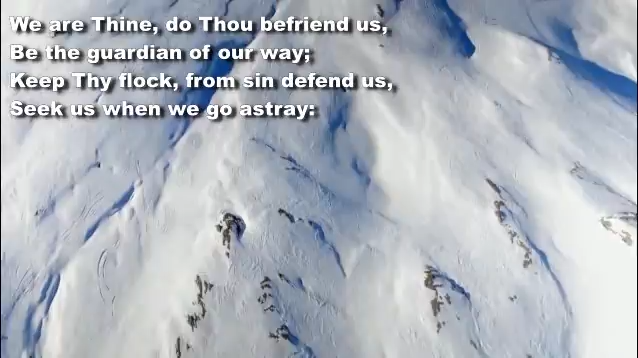 We are Thine, do Thou befriend us,
Be the guardian of our way;
Keep Thy flock, from sin defend us,
Seek us when we go astray: